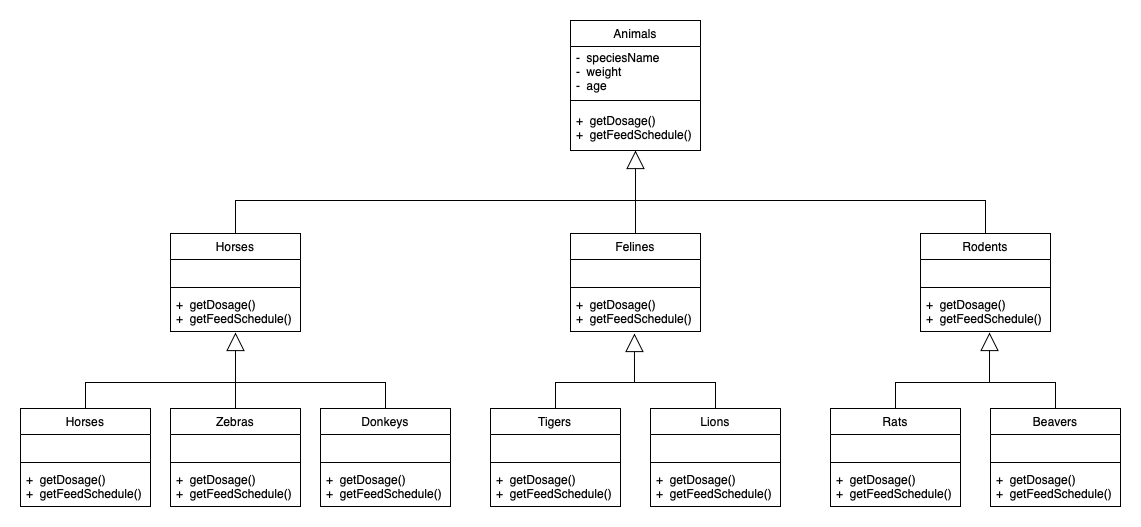 Animals
- speciesName
- weight
- age
+ getDosage()
+ getFeedSchedule()
Horses
+ getDosage()
+ getFeedSchedule()
Felines
+ getDosage()
+ getFeedSchedule()
Rodents
+ getDosage()
+ getFeedSchedule()
Horses
+ getDosage()
+ getFeedSchedule()
Zebras
+ getDosage()
+ getFeedSchedule()
Donkeys
+ getDosage()
+ getFeedSchedule()
Tigers
+ getDosage()
+ getFeedSchedule()
Lions
+ getDosage()
+ getFeedSchedule()
Rats
+ getDosage()
+ getFeedSchedule()
Beavers
+ getDosage()
+ getFeedSchedule()